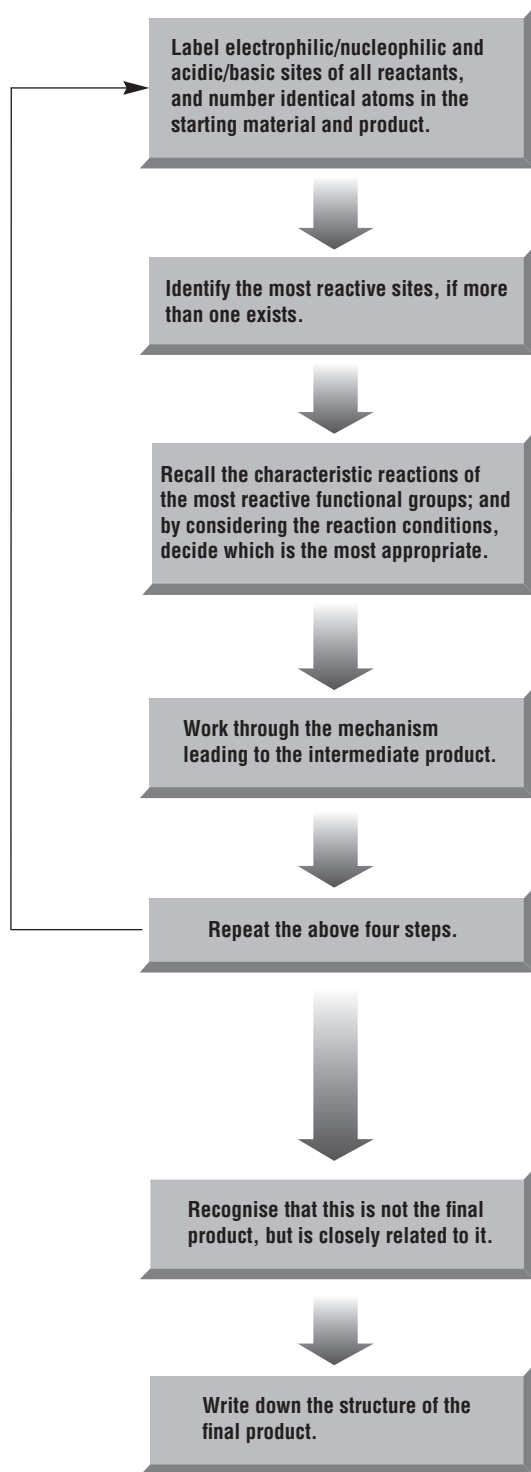 Label electrophilic/nucleophilic and
acidic/basic sites of all reactants,
and number identical atoms in the
starting material and product.
Identify the most reactive sites, if more
than one exists.
Recall the characteristic reactions of
the most reactive functional groups; and
by considering the reaction conditions,
decide which is the most appropriate.
Work through the mechanism
leading to the intermediate product.
Repeat the above four steps.
Recognise that this is not the final
product, but is closely related to it.
Write down the structure of the
final product.